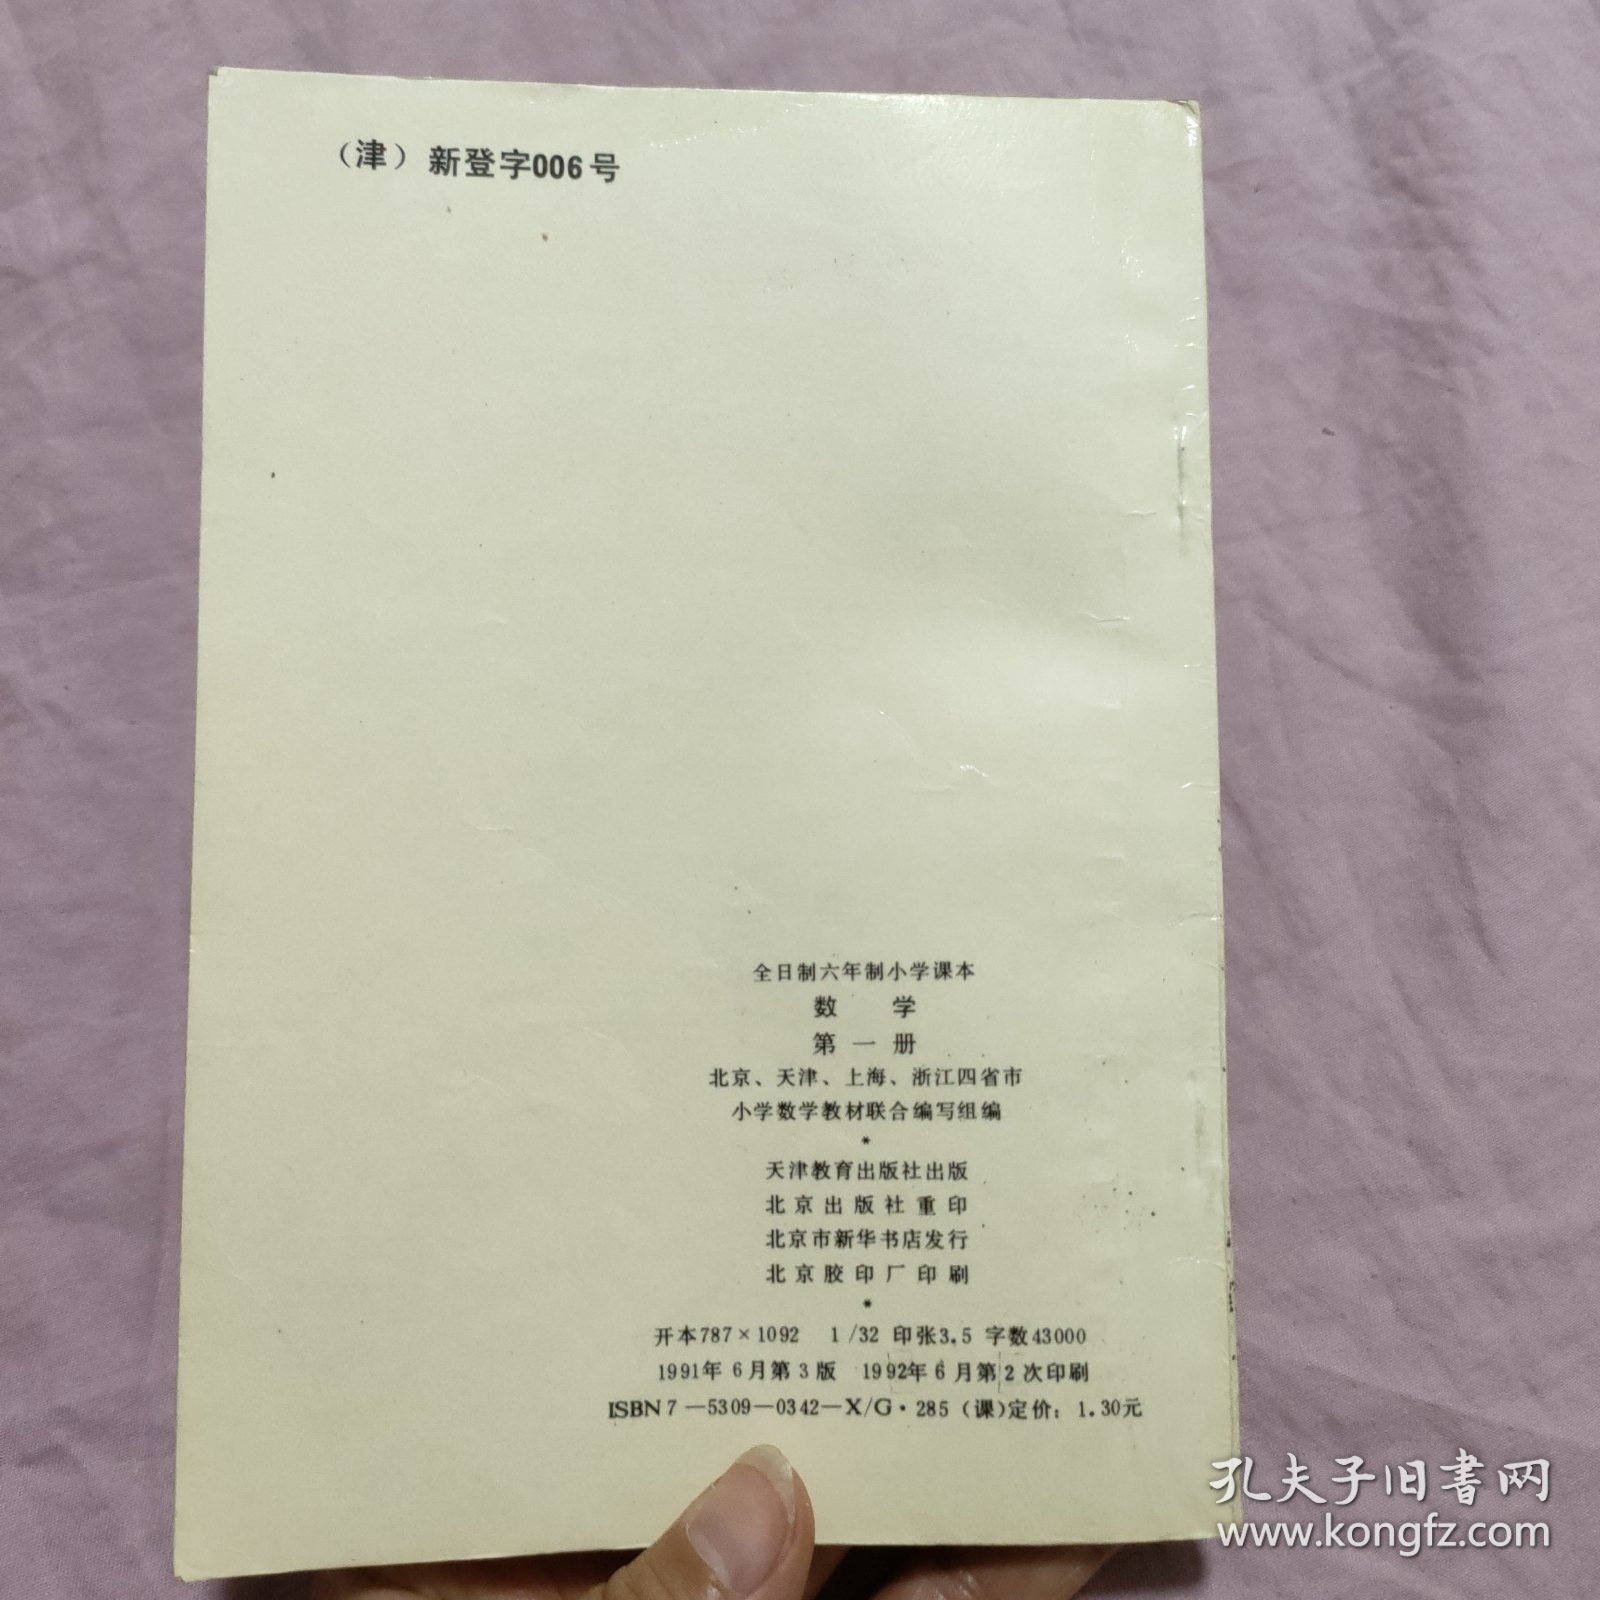 （津）新登字006号
全日制六年制小学课本
数 学
第一册
北京、天津、上海、浙江四省市
小学数学教材联合编写组编
*
天津教育出版社出版
北京出版社重印
北京市新华书店发行
北京胶印厂印刷
*
开本787×1092 1/32 印张3.5 字数43000
1991年6月第3版 1992年6月第2次印刷
ISBN7—5309—0342—X/G·285（课）定价：1.30元
孔夫子旧书网
www.kongfz.com